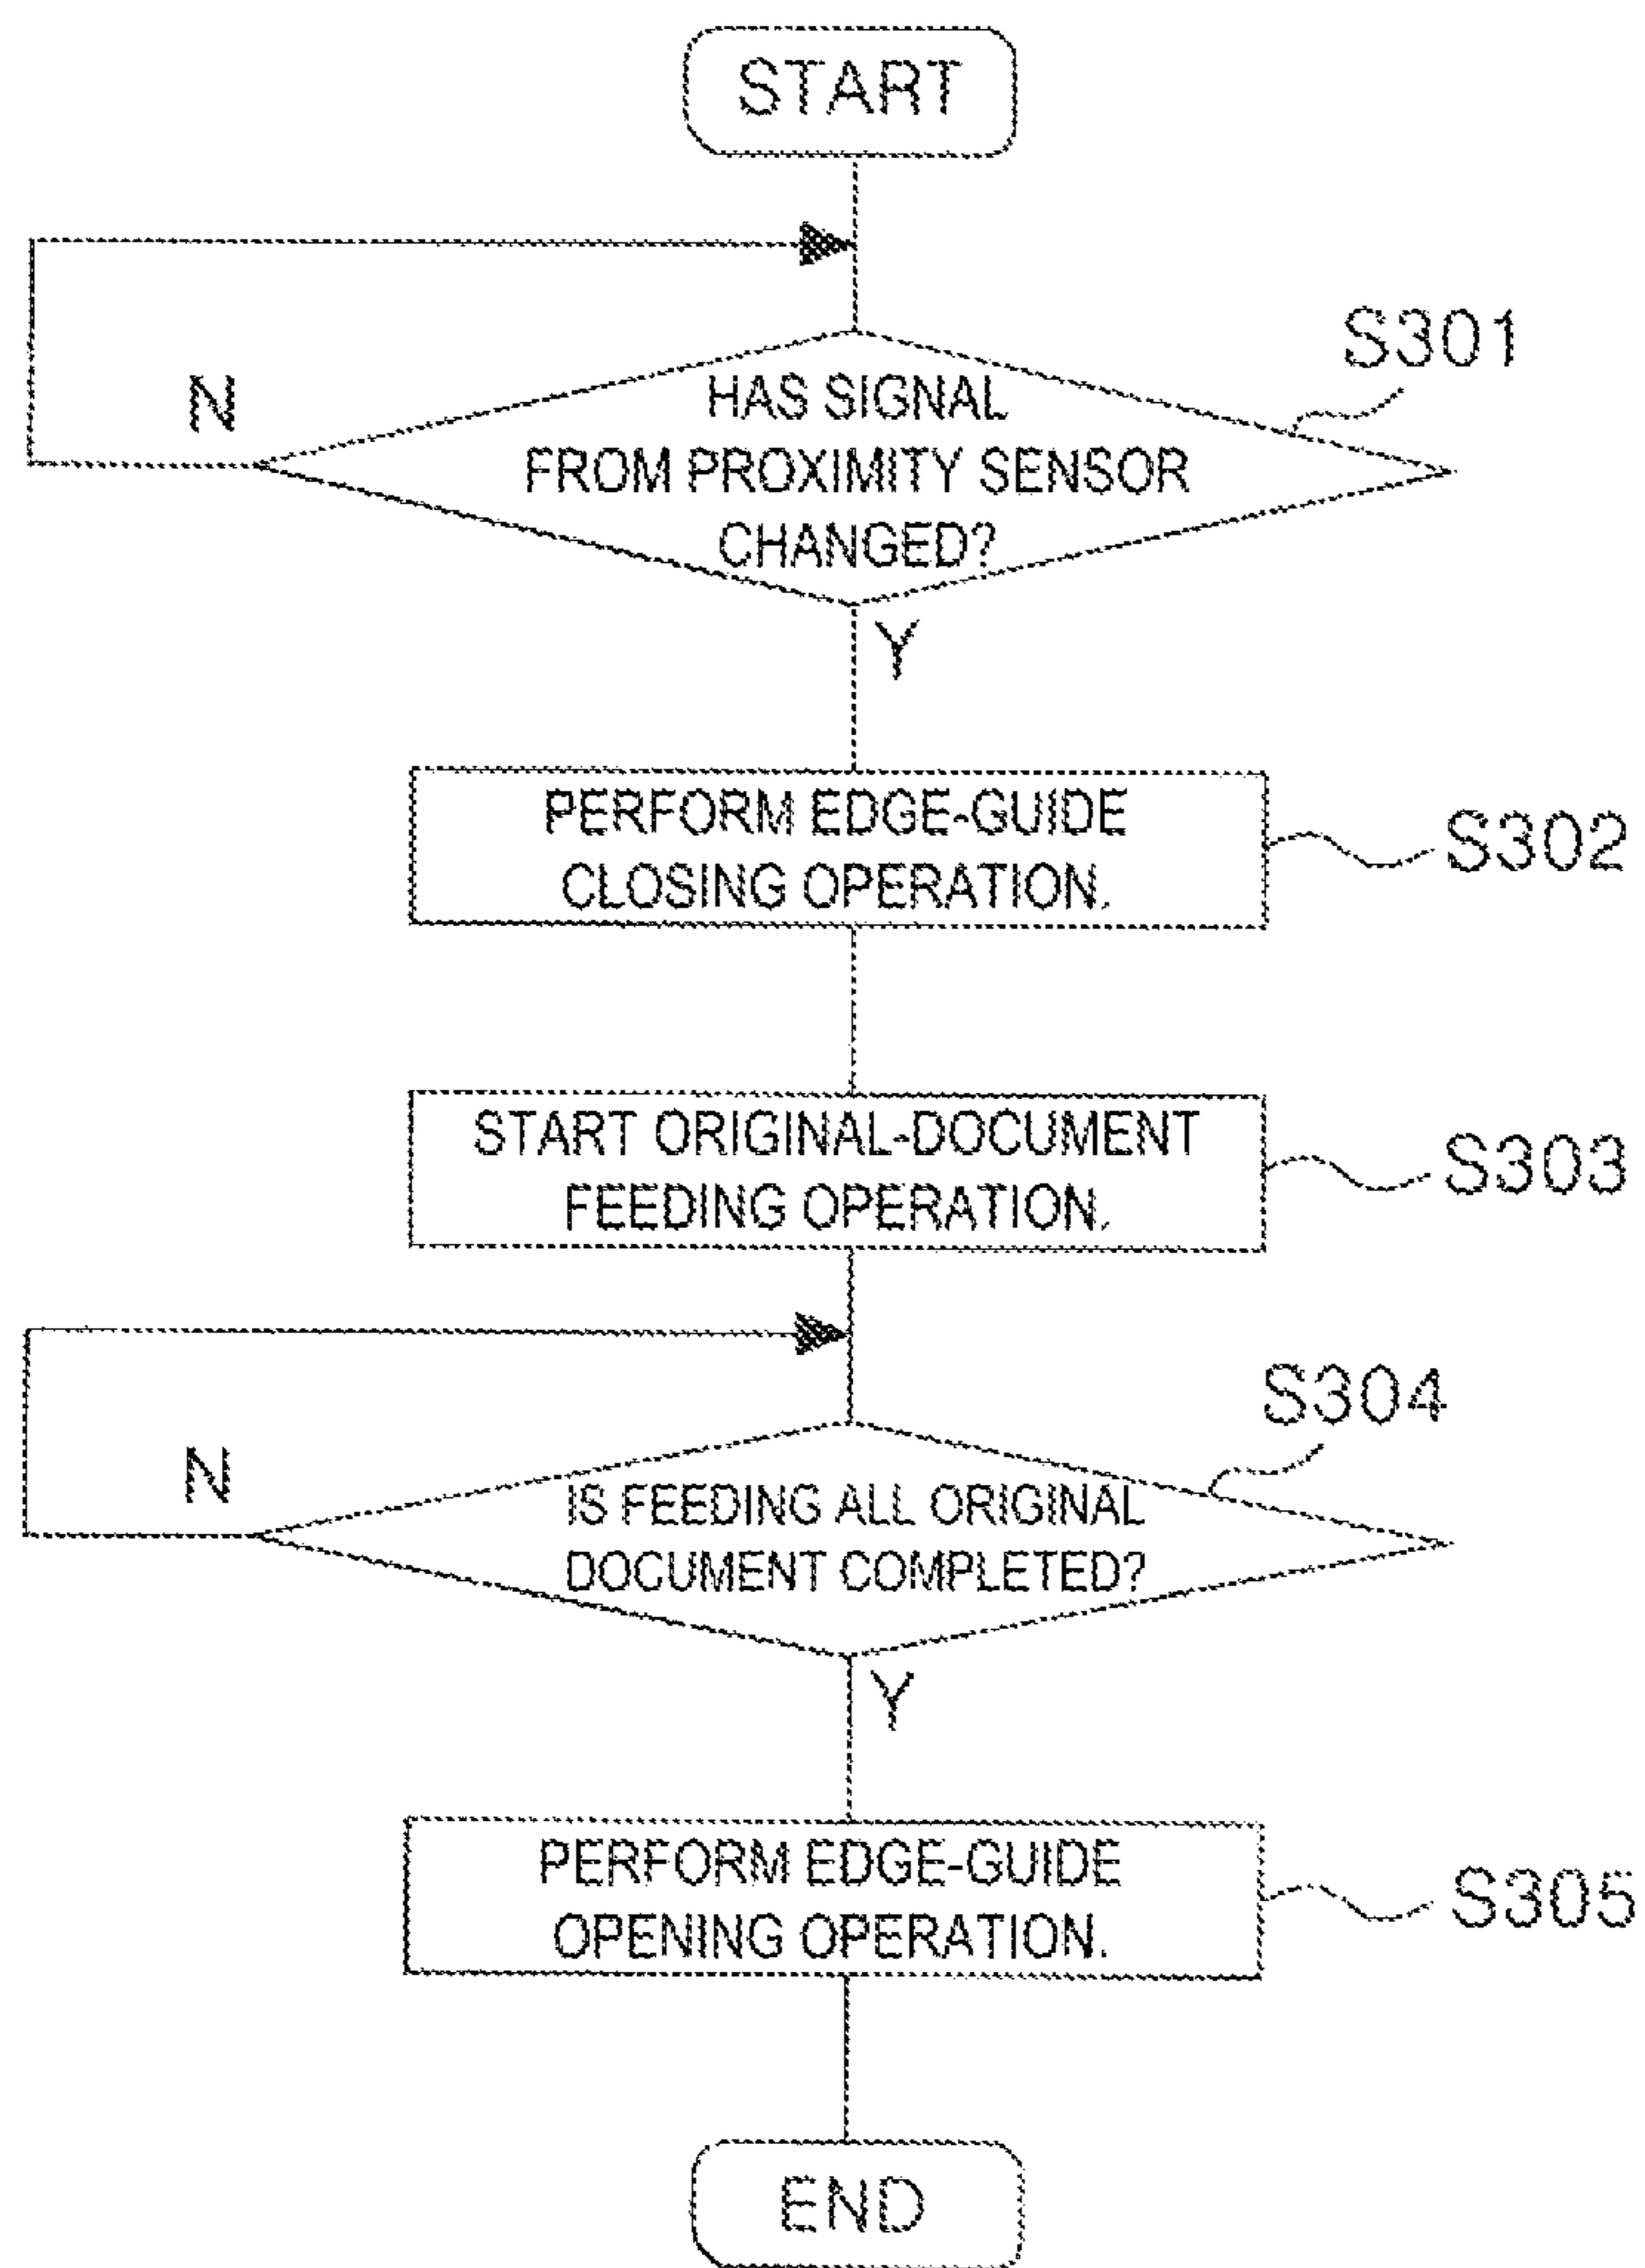 START
S301
N
HAS SIGNAL
FROM PROXIMITY SENSOR
CHANGED?
Y
PERFORM EDGE-GUIDE
CLOSING OPERATION.
S302
START ORIGINAL-DOCUMENT
FEEDING OPERATION.
S303
S304
N
IS FEEDING ALL ORIGINAL
DOCUMENT COMPLETED?
Y
PERFORM EDGE-GUIDE
OPENING OPERATION.
S305
END